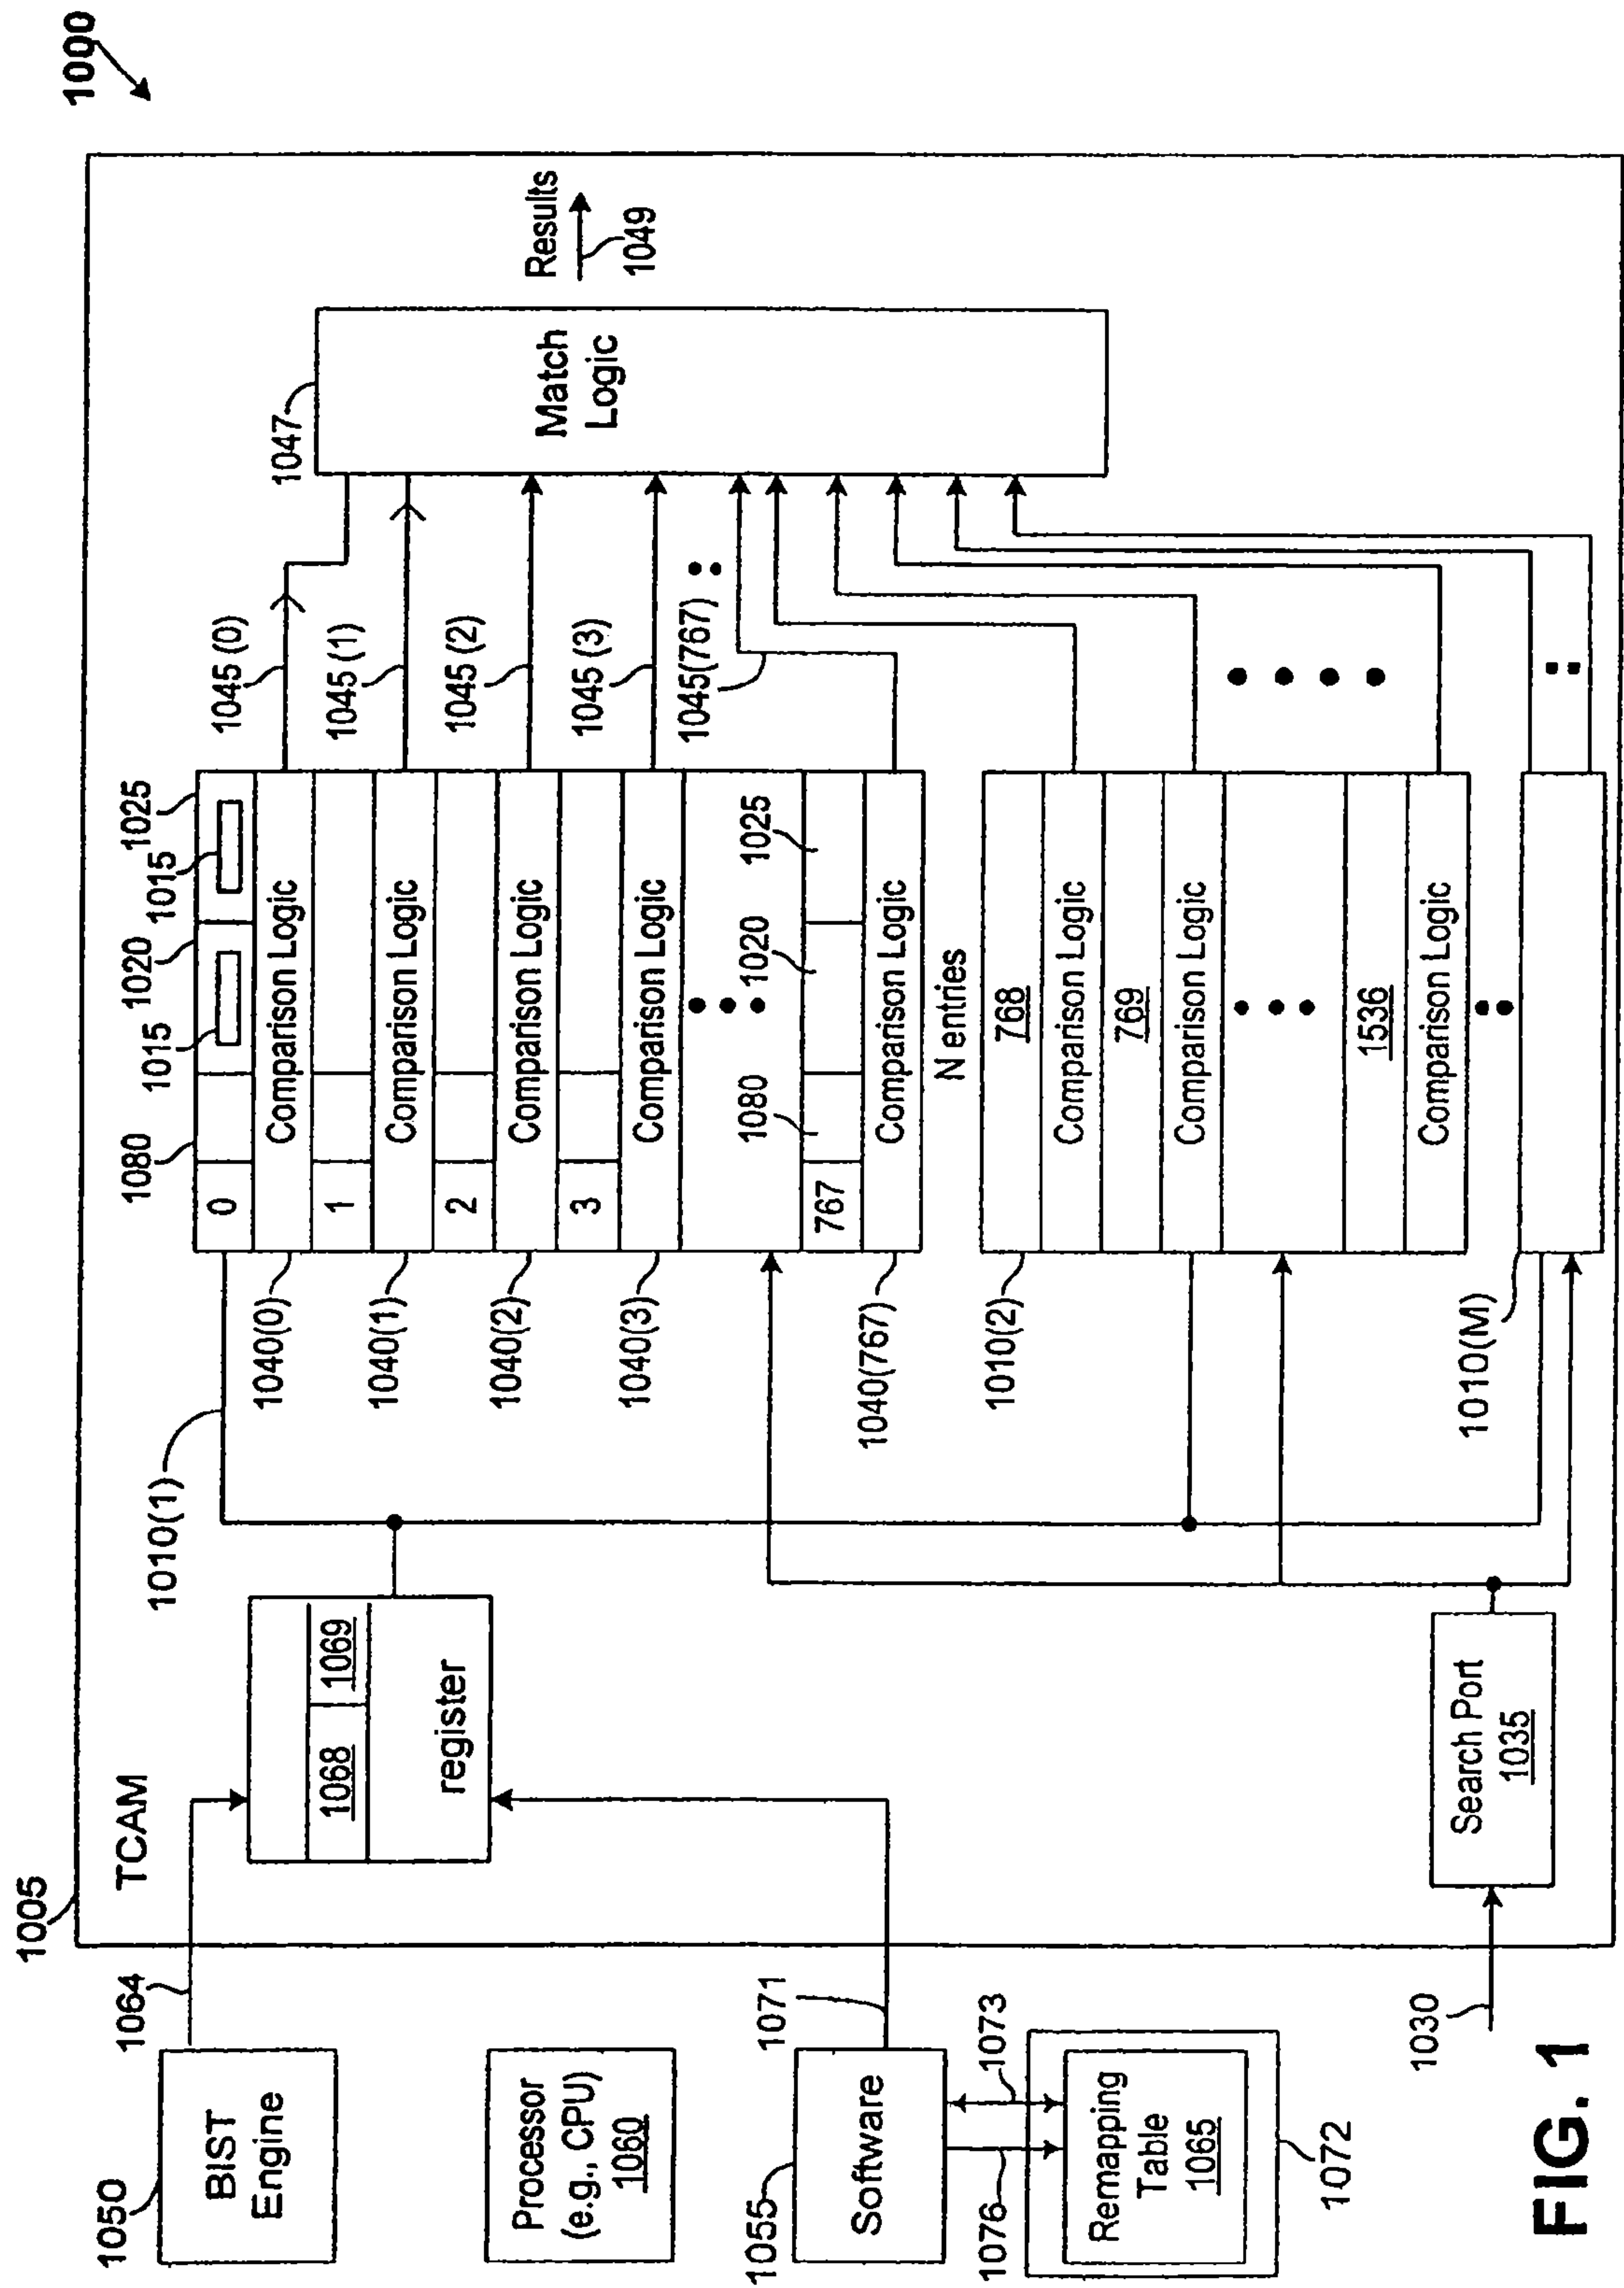 1000
1005
TCAM
1050
BIST
Engine
1064
Processor
(e.g., CPU)
1060
1055
Software
1071
1076
1073
Remapping
Table
1065
1072
1030
1068
1069
register
Search Port
1035
1010(1)
1040(0)
1040(1)
1040(2)
1040(3)
1040(767)
1010(2)
1010(M)
1080
1015
1020
1015
1025
0
Comparison Logic
1
Comparison Logic
2
Comparison Logic
3
Comparison Logic
1080
1020
1025
767
Comparison Logic
N entries
768
Comparison Logic
769
Comparison Logic
1536
Comparison Logic
1045 (0)
1045 (1)
1045 (2)
1045 (3)
1045(767)
1047
Match
Logic
Results
1049
FIG. 1